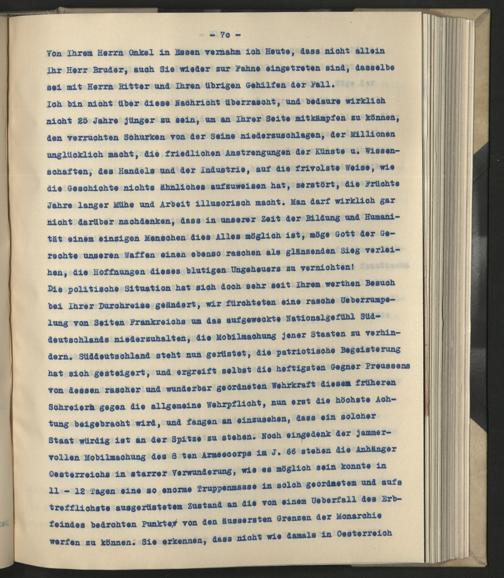 - 7o -
Von Ihrem Herrn Onkel in Essen vernahm ich Heute, dass nicht allein
Ihr Herr Bruder, auch Sie wieder zur Fahne eingetreten sind, dasselbe
sei mit Herrn Ritter und Ihren übrigen Gehilfen der Fall.
Ich bin nicht über diese Nachricht überrascht, und bedaure wirklich
nicht 25 Jahre jünger zu sein, um an Ihrer Seite mitkämpfen zu können,
den verruchten Schurken von der Seine niederzuschlagen, der Millionen
unglücklich macht, die friedlichen Anstrengungen der Künste u. Wissen-
schaften, des Handels und der Industrie, auf die frivolste Weise, wie
die Geschichte nichts ähnliches aufzuweisen hat, zerstört, die Früchte
Jahre langer Mühe und Arbeit illusorisch macht. Man darf wirklich gar
nicht darüber nachdenken, dass in unserer Zeit der Bildung und Humani-
tät einem einzigen Menschen dies Alles möglich ist, möge Gott der Ge-
rechte unseren Waffen einen ebenso raschen als glänzenden Sieg verlei-
hen, die Hoffnungen dieses blutigen Ungeheuers zu vernichten!
Die politische Situation hat sich doch sehr seit Ihrem werthen Besuch
bei Ihrer Durchreise geändert, wir fürchteten eine rasche Ueberrumpe-
lung von Seiten Frankreichs um das aufgeweckte Nationalgefühl Süd-
deutschlands niederzuhalten, die Mobilmachung jener Staaten zu verhin-
dern. Süddeutschland steht nun gerüstet, die patriotische Begeisterung
hat sich gesteigert, und ergreift selbst die heftigsten Gegner Preussens
von dessen rascher und wunderbar geordneten Wehrkraft diesem früheren
Schreiern gegen die allgemeine Wehrpflicht, nun erst die höchste Ach-
tung beigebracht wird, und fangen an einzusehen, dass ein solcher
Staat würdig ist an der Spitze zu stehen. Noch eingedenk der jammer-
vollen Mobilmachung des 8 ten Armeecorps im J. 66 stehen die Anhänger
Oesterreichs in starrer Verwunderung, wie es möglich sein konnte in
11 - 12 Tagen eine so enorme Truppenmasse in solch geordneten und aufs
trefflichste ausgerüstetem Zustand an die von einem Ueberfall des Erb-
feindes bedrohten Punkte von den äussersten Grenzen der Monarchie
werfen zu können. Sie erkennen, dass nicht wie damals in Oesterreich